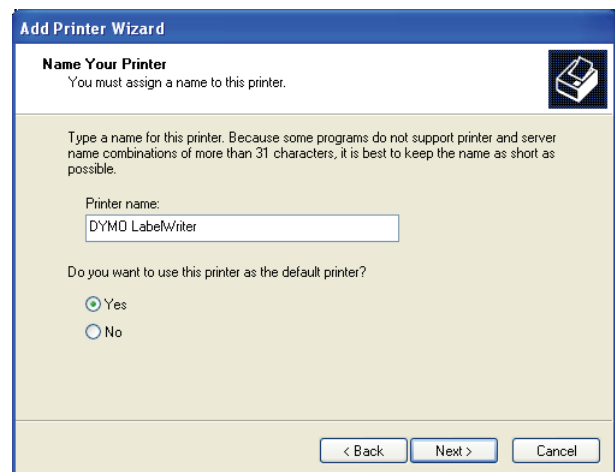 Add Printer Wizard
Name Your Printer
You must assign a name to this printer.
Type a name for this printer. Because some programs do not support printer and server
name combinations of more than 31 characters, it is best to keep the name as short as
possible.
Printer name:
DYMO LabelWriter
Do you want to use this printer as the default printer?
Yes
No
< Back
Next >
Cancel